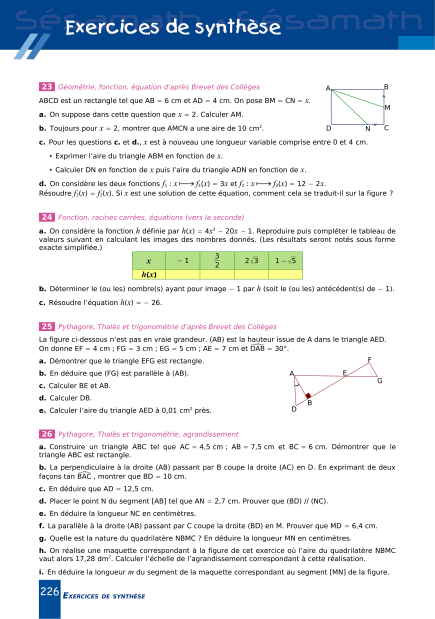 Sésamath Sésamath
Exercices de synthèse
23 Géométrie, fonction, équation d'après Brevet des Collèges
ABCD est un rectangle tel que AB = 6 cm et AD = 4 cm. On pose BM = CN = x.
a. On suppose dans cette question que x = 2. Calculer AM.
b. Toujours pour x = 2, montrer que AMCN a une aire de 10 cm².
c. Pour les questions c. et d., x est à nouveau une longueur variable comprise entre 0 et 4 cm.
• Exprimer l'aire du triangle ABM en fonction de x.
• Calculer DN en fonction de x puis l'aire du triangle ADN en fonction de x.
A
B
M
D
N
C
d. On considère les deux fonctions f₁ : x⟼f₁(x) = 3x et f₂ : x⟼f₂(x) = 12 − 2x.
Résoudre f₁(x) = f₂(x). Si x est une solution de cette équation, comment cela se traduit-il sur la figure ?
24 Fonction, racines carrées, équations (vers la seconde)
a. On considère la fonction h définie par h(x) = 4x² − 20x − 1. Reproduire puis compléter le tableau de
valeurs suivant en calculant les images des nombres donnés. (Les résultats seront notés sous forme
exacte simplifiée.)
x − 1 3/2 2√3 1 − √5
h(x)
b. Déterminer le (ou les) nombre(s) ayant pour image − 1 par h (soit le (ou les) antécédent(s) de − 1).
c. Résoudre l'équation h(x) = − 26.
25 Pythagore, Thalès et trigonométrie d'après Brevet des Collèges
La figure ci-dessous n'est pas en vraie grandeur. (AB) est la hauteur issue de A dans le triangle AED.
On donne EF = 4 cm ; FG = 3 cm ; EG = 5 cm ; AE = 7 cm et DAB = 30°.
a. Démontrer que le triangle EFG est rectangle.
b. En déduire que (FG) est parallèle à (AB).
c. Calculer BE et AB.
d. Calculer DB.
e. Calculer l'aire du triangle AED à 0,01 cm² près.
F
A
E
G
B
D
26 Pythagore, Thalès et trigonométrie, agrandissement
a. Construire un triangle ABC tel que AC = 4,5 cm ; AB = 7,5 cm et BC = 6 cm. Démontrer que le
triangle ABC est rectangle.
b. La perpendiculaire à la droite (AB) passant par B coupe la droite (AC) en D. En exprimant de deux
façons tan BAC , montrer que BD = 10 cm.
c. En déduire que AD = 12,5 cm.
d. Placer le point N du segment [AB] tel que AN = 2,7 cm. Prouver que (BD) // (NC).
e. En déduire la longueur NC en centimètres.
f. La parallèle à la droite (AB) passant par C coupe la droite (BD) en M. Prouver que MD = 6,4 cm.
g. Quelle est la nature du quadrilatère NBMC ? En déduire la longueur MN en centimètres.
h. On réalise une maquette correspondant à la figure de cet exercice où l'aire du quadrilatère NBMC
vaut alors 17,28 dm². Calculer l'échelle de l'agrandissement correspondant à cette réalisation.
i. En déduire la longueur m du segment de la maquette correspondant au segment [MN] de la figure.
226 EXERCICES DE SYNTHÈSE